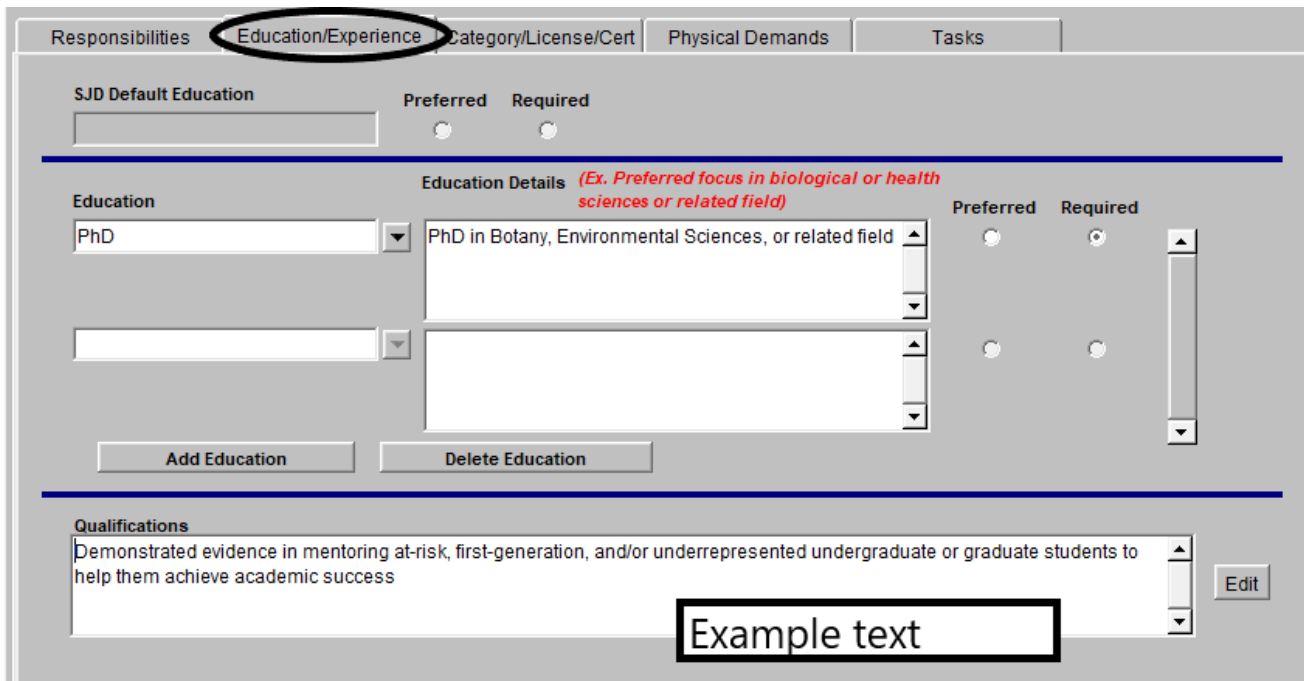 Responsibilities Education/Experience Category/License/Cert Physical Demands Tasks
SJD Default Education
Preferred Required
Education Details (Ex. Preferred focus in biological or health
sciences or related field)
Education
Preferred Required
PhD
PhD in Botany, Environmental Sciences, or related field
Add Education Delete Education
Qualifications
Demonstrated evidence in mentoring at-risk, first-generation, and/or underrepresented undergraduate or graduate students to
help them achieve academic success
Edit
Example text